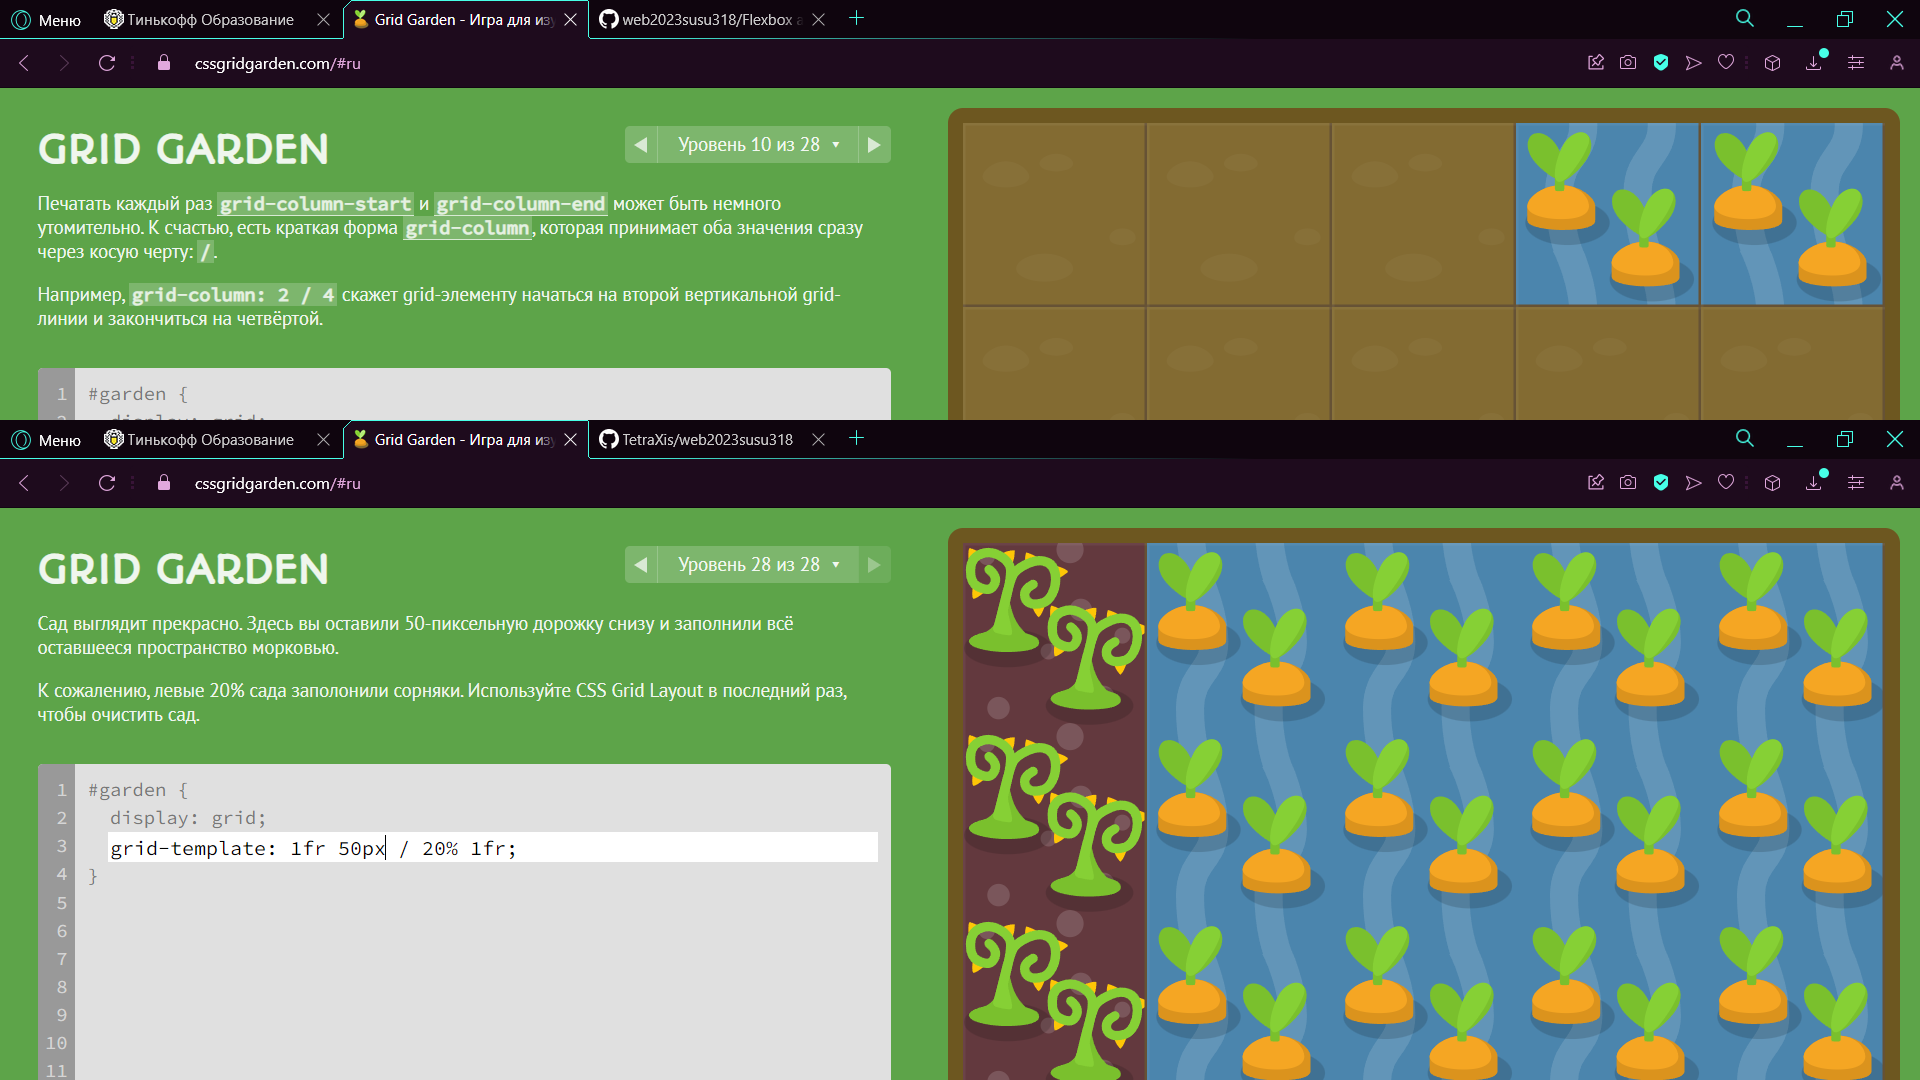 Меню
Тинькофф Образование
Grid Garden - Игра для из
web2023susu318/Flexbox a
cssgridgarden.com/#ru
GRID GARDEN
Уровень 10 из 28
Печатать каждый раз grid-column-start и grid-column-end может быть немного
утомительно. К счастью, есть краткая форма grid-column, которая принимает оба значения сразу
через косую черту: /.
Например, grid-column: 2 / 4 скажет grid-элементу начаться на второй вертикальной grid-
линии и закончиться на четвёртой.
1 #garden {
2 display: grid;
Меню
Тинькофф Образование
Grid Garden - Игра для из
TetraXis/web2023susu318
cssgridgarden.com/#ru
GRID GARDEN
Уровень 28 из 28
Сад выглядит прекрасно. Здесь вы оставили 50-пиксельную дорожку снизу и заполнили всё
оставшееся пространство морковью.
К сожалению, левые 20% сада заполонили сорняки. Используйте CSS Grid Layout в последний раз,
чтобы очистить сад.
1 #garden {
2 display: grid;
3 grid-template: 1fr 50px / 20% 1fr;
4 }
5
6
7
8
9
10
11